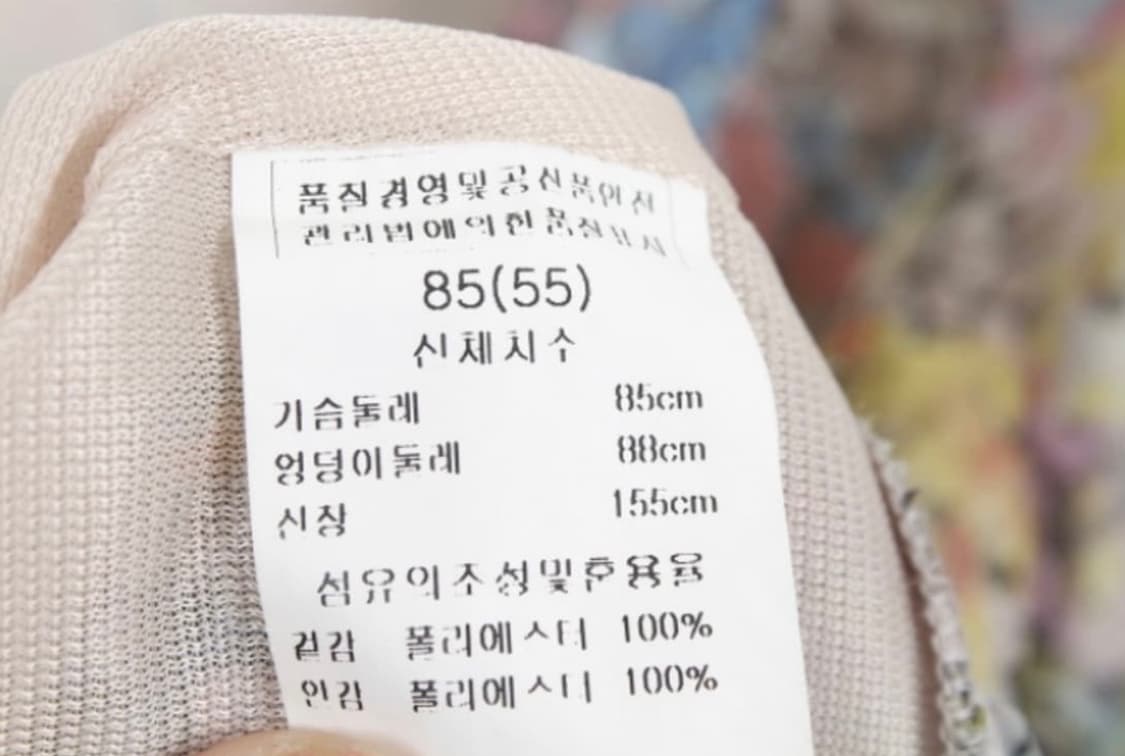 품질경영및공산품안전
관리법에의한품질표시
85(55)
신체치수
가슴둘레 85cm
엉덩이둘레 88cm
신장 155cm
섬유의조성및혼용율
겉감 폴리에스터 100%
안감 폴리에스터 100%